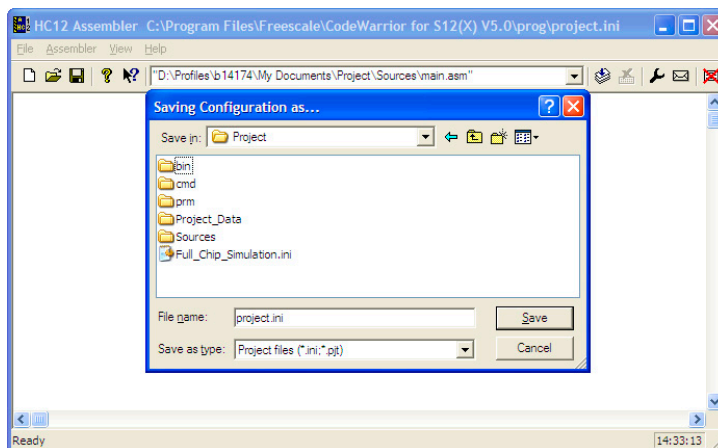 HC12 Assembler C:\Program Files\Freescale\CodeWarrior for S12(X) V5.0\prog\project.ini
File Assembler View Help
"D:\Profiles\b14174\My Documents\Project\Sources\main.asm"
Saving Configuration as...
Save in: Project
bin
cmd
prm
Project_Data
Sources
Full_Chip_Simulation.ini
File name: project.ini Save
Save as type: Project files (*.ini;*.pjt) Cancel
Ready 14:33:13